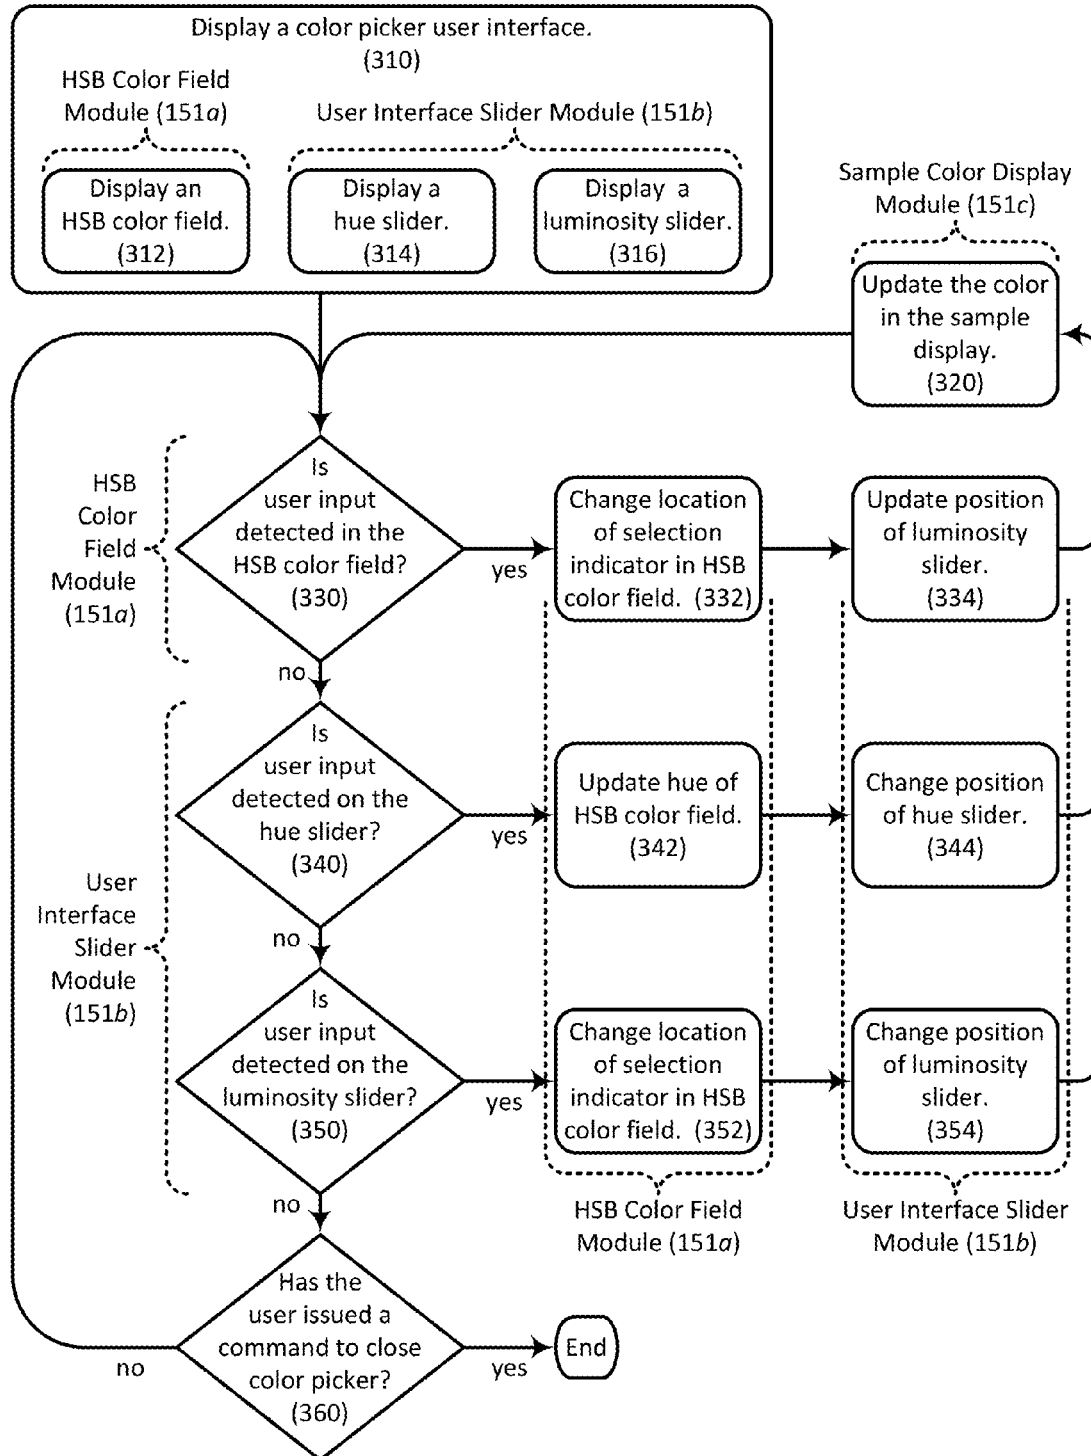 Display a color picker user interface.
(310)
HSB Color Field
Module (151a)
User Interface Slider Module (151b)
Display an
HSB color field.
(312)
Display a
hue slider.
(314)
Display a
luminosity slider.
(316)
Sample Color Display
Module (151c)
Update the color
in the sample
display.
(320)
HSB
Color
Field
Module
(151a)
Is
user input
detected in the
HSB color field?
(330)
yes
Change location
of selection
indicator in HSB
color field. (332)
Update position
of luminosity
slider.
(334)
no
User
Interface
Slider
Module
(151b)
Is
user input
detected on the
hue slider?
(340)
yes
Update hue of
HSB color field.
(342)
Change position
of hue slider.
(344)
no
Is
user input
detected on the
luminosity slider?
(350)
yes
Change location
of selection
indicator in HSB
color field. (352)
Change position
of luminosity
slider.
(354)
no
HSB Color Field
Module (151a)
User Interface Slider
Module (151b)
Has the
user issued a
command to close
color picker?
(360)
no
yes
End